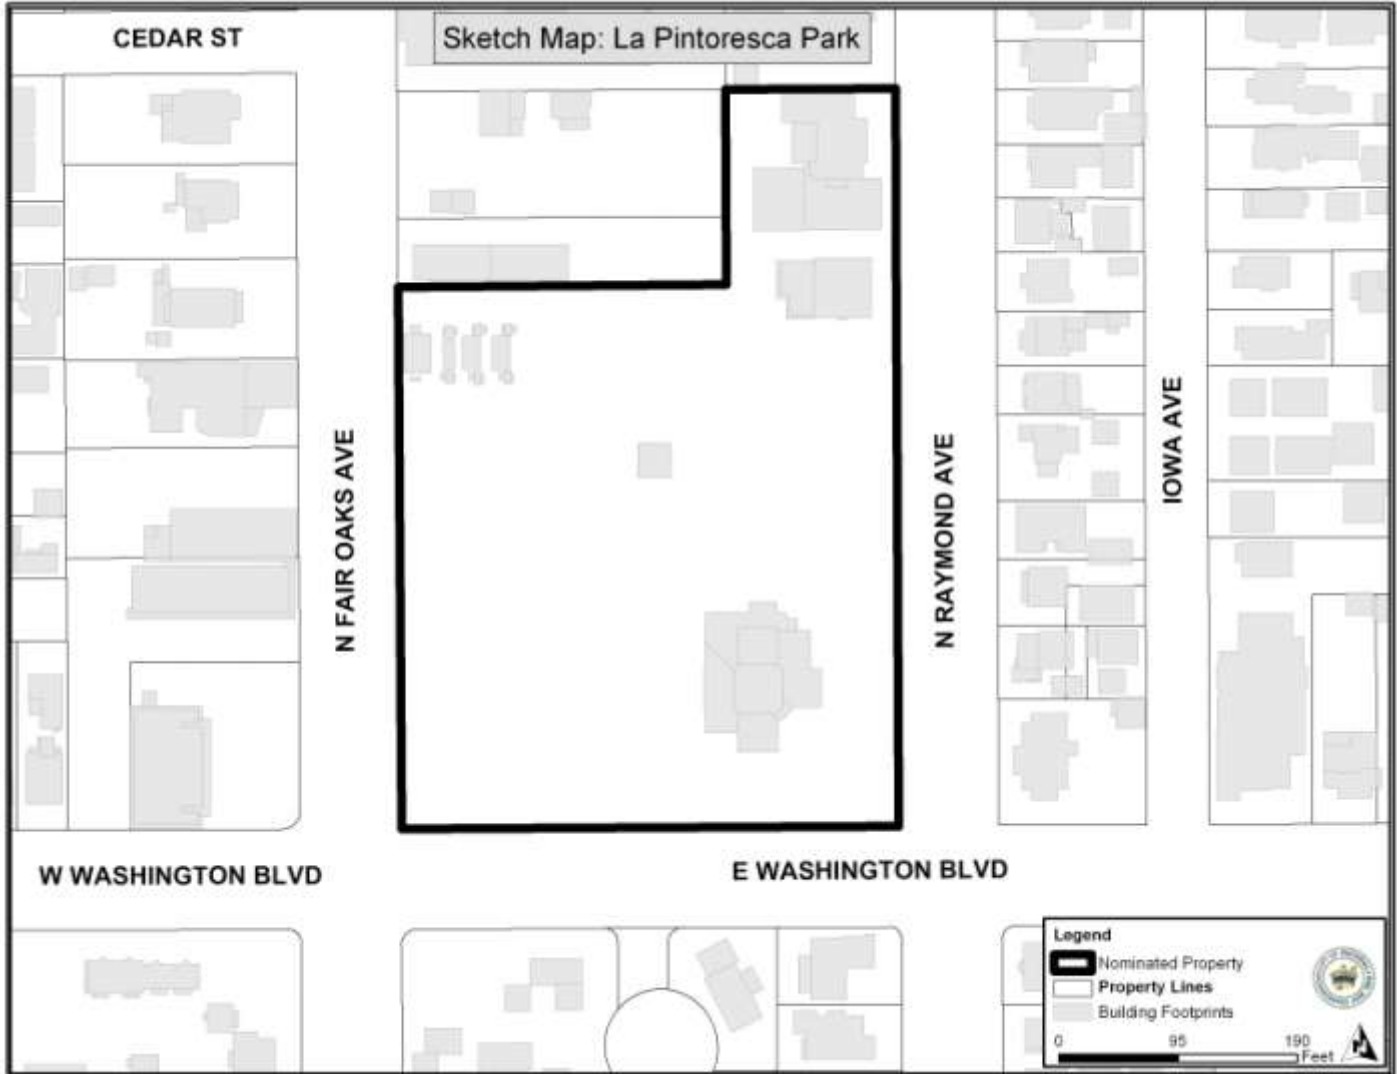 CEDAR ST
Sketch Map: La Pintoresca Park
N FAIR OAKS AVE
N RAYMOND AVE
IOWA AVE
W WASHINGTON BLVD
E WASHINGTON BLVD
Legend
Nominated Property
Property Lines
Building Footprints
0 95 190
Feet
N